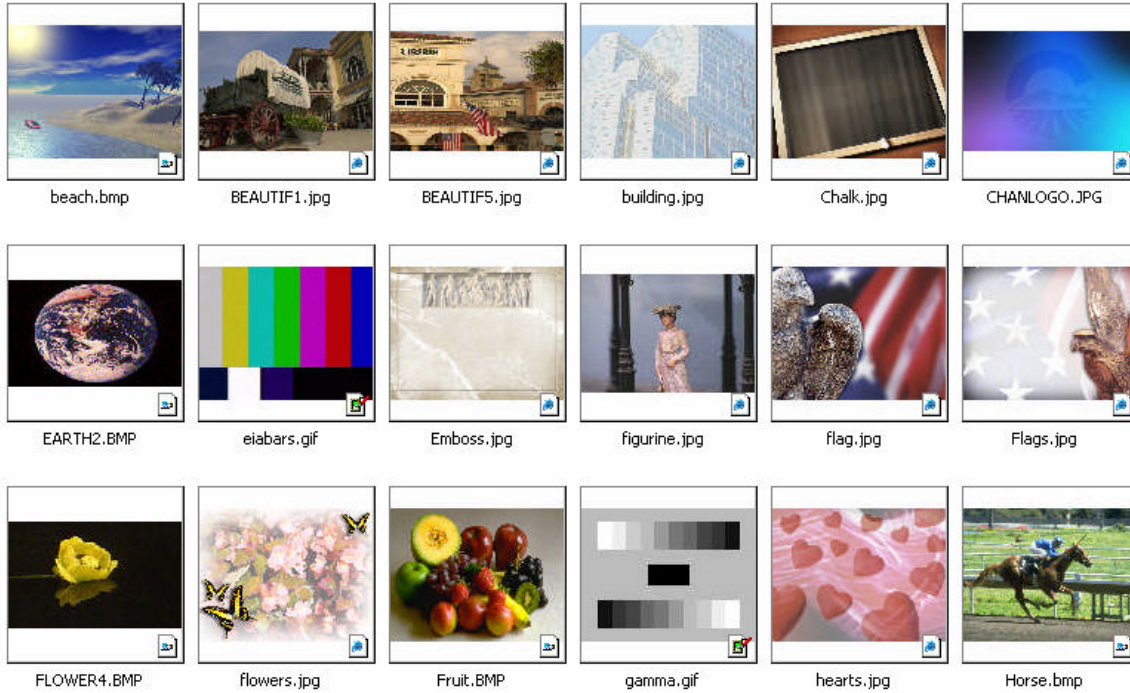 beach.bmp
BEAUTIF1.jpg
BEAUTIF5.jpg
building.jpg
Chalk.jpg
CHANLOGO.JPG
EARTH2.BMP
eiabars.gif
Emboss.jpg
figurine.jpg
flag.jpg
Flags.jpg
FLOWER4.BMP
flowers.jpg
Fruit.BMP
gamma.gif
hearts.jpg
Horse.bmp